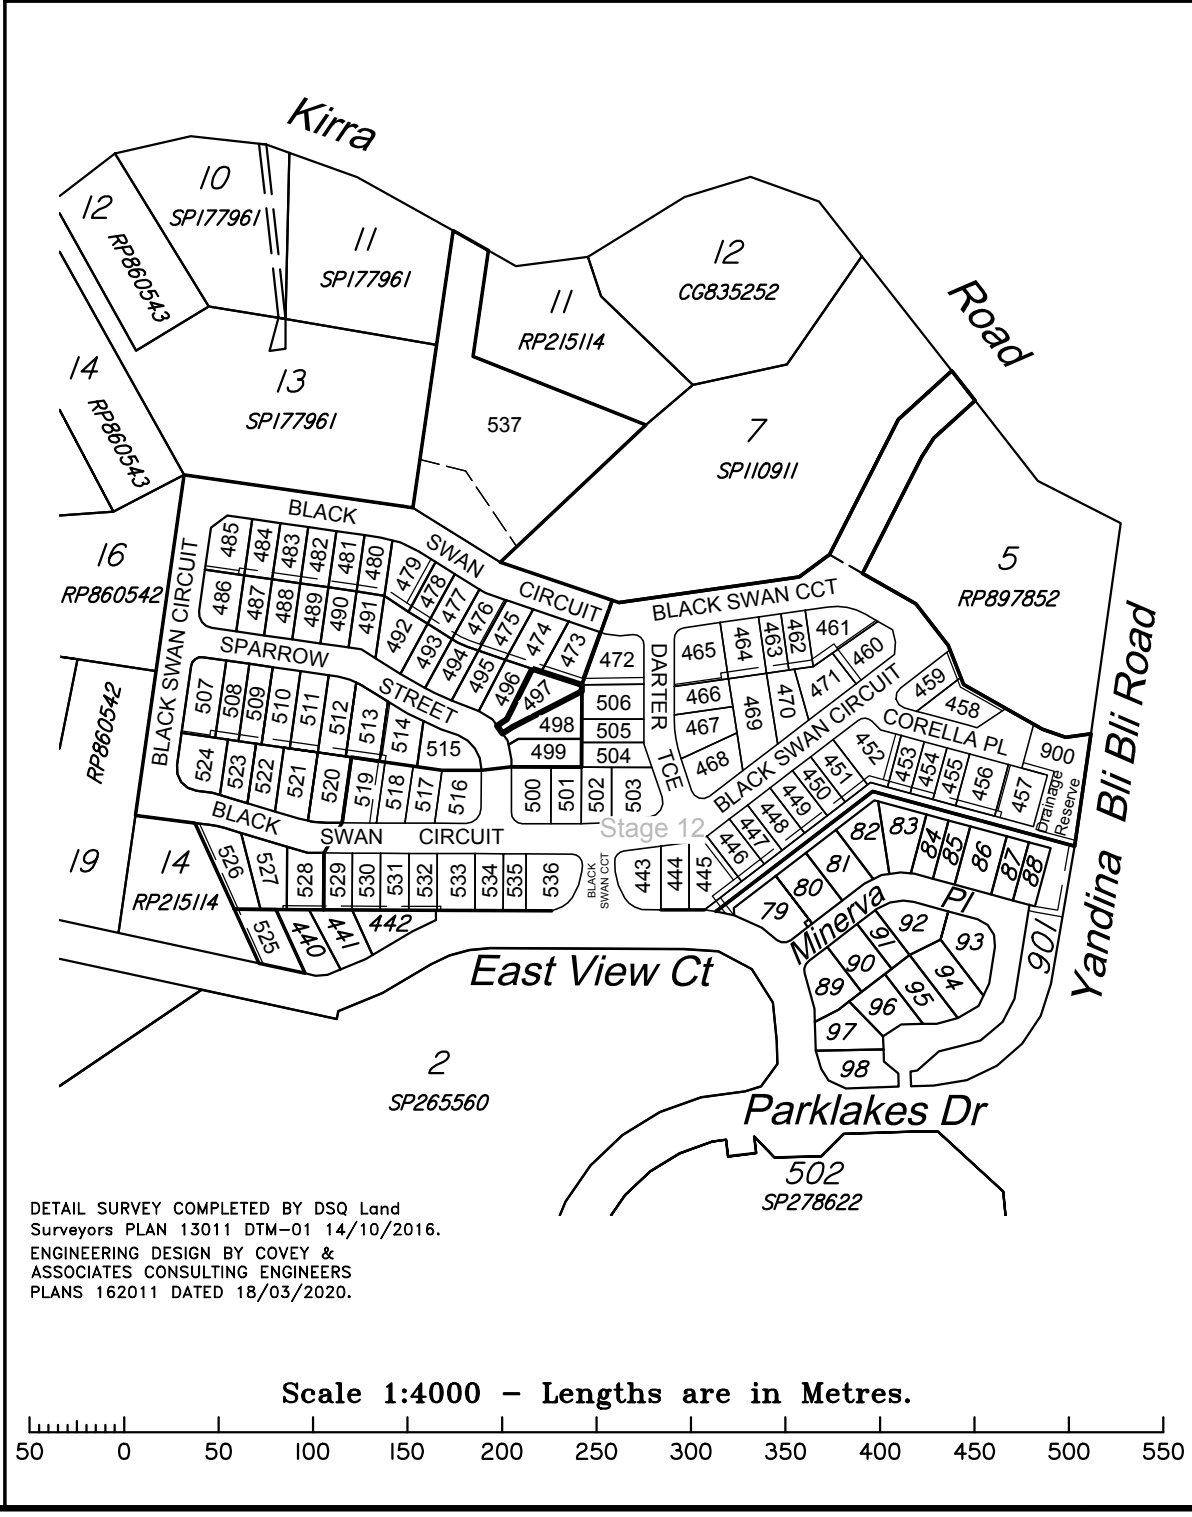 Kirra
10
SP177961
12
RP860543
11
SP177961
12
CG835252
11
RP215114
Road
14
RP860543
13
SP177961
537
7
SP110911
BLACK
SWAN
CIRCUIT
BLACK SWAN CCT
16
RP860542
5
RP897852
485
484
483
482
481
480
479
478
477
476
475
474
473
486
487
488
489
490
491
492
493
494
495
496
497
498
499
472
506
505
504
DARTER
TCE
465
464
463
462
461
460
466
467
468
469
470
471
459
458
BLACK SWAN CIRCUIT
SPARROW
STREET
BLACK SWAN CIRCUIT
CORELLA PL
900
Drainage
Reserve
Yandina Bli Bli Road
RP860542
507
508
509
510
511
512
513
514
515
524
523
522
521
520
519
518
517
516
500
501
502
503
452
451
450
449
448
447
446
453
454
455
456
457
BLACK
SWAN
CIRCUIT
Stage 12
19
14
RP215114
526
527
528
529
530
531
532
533
534
535
536
BLACK
SWAN CCT
443
444
445
525
440
441
442
79
80
81
82
83
84
85
86
87
88
Minerva
Pl
89
90
91
92
93
94
95
96
97
98
901
East View Ct
2
SP265560
Parklakes Dr
502
SP278622
DETAIL SURVEY COMPLETED BY DSQ Land
Surveyors PLAN 13011 DTM-01 14/10/2016.
ENGINEERING DESIGN BY COVEY &
ASSOCIATES CONSULTING ENGINEERS
PLANS 162011 DATED 18/03/2020.
Scale 1:4000 - Lengths are in Metres.
50 0 50 100 150 200 250 300 350 400 450 500 550